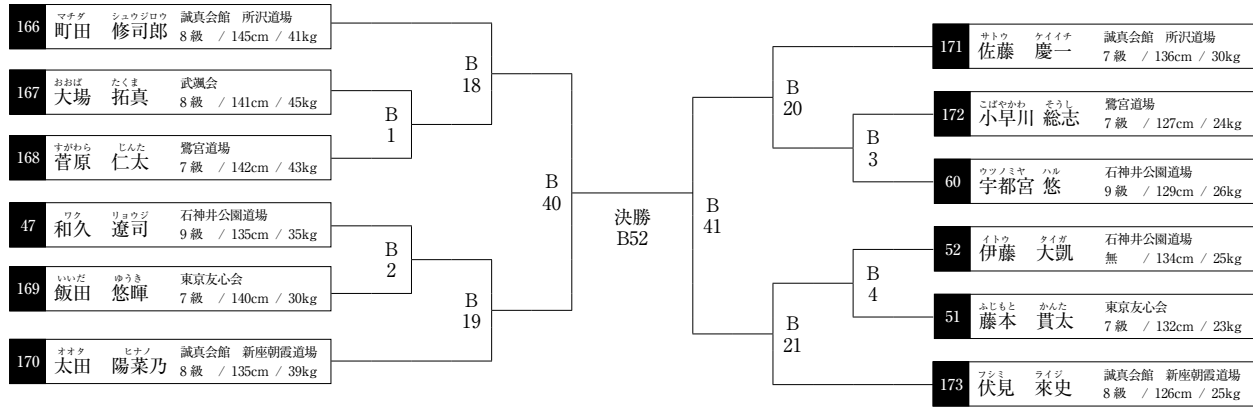 マチダ シュウジロウ
166 町田 修司郎 誠真会館 所沢道場
8 級 / 145cm / 41kg
おおば たくま
167 大場 拓真 武颯会
8 級 / 141cm / 45kg
すがわら じんた
168 菅原 仁太 鷺宮道場
7 級 / 142cm / 43kg
ワク リョウジ
47 和久 遼司 石神井公園道場
9 級 / 135cm / 35kg
いいだ ゆうき
169 飯田 悠暉 東京友心会
7 級 / 140cm / 30kg
オオタ ヒナノ
170 太田 陽菜乃 誠真会館 新座朝霞道場
8 級 / 135cm / 39kg
B
18
B
1
B
2
B
19
B
40
決勝
B52
B
41
B
20
B
3
B
4
B
21
サトウ ケイイチ
171 佐藤 慶一 誠真会館 所沢道場
7 級 / 136cm / 30kg
こばやかわ そうし
172 小早川 総志 鷺宮道場
7 級 / 127cm / 24kg
ウツノミヤ ハル
60 宇都宮 悠 石神井公園道場
9 級 / 129cm / 26kg
イトウ タイガ
52 伊藤 大凱 石神井公園道場
無 / 134cm / 25kg
ふじもと かんた
51 藤本 貫太 東京友心会
7 級 / 132cm / 23kg
フシミ ライジ
173 伏見 來史 誠真会館 新座朝霞道場
8 級 / 126cm / 25kg